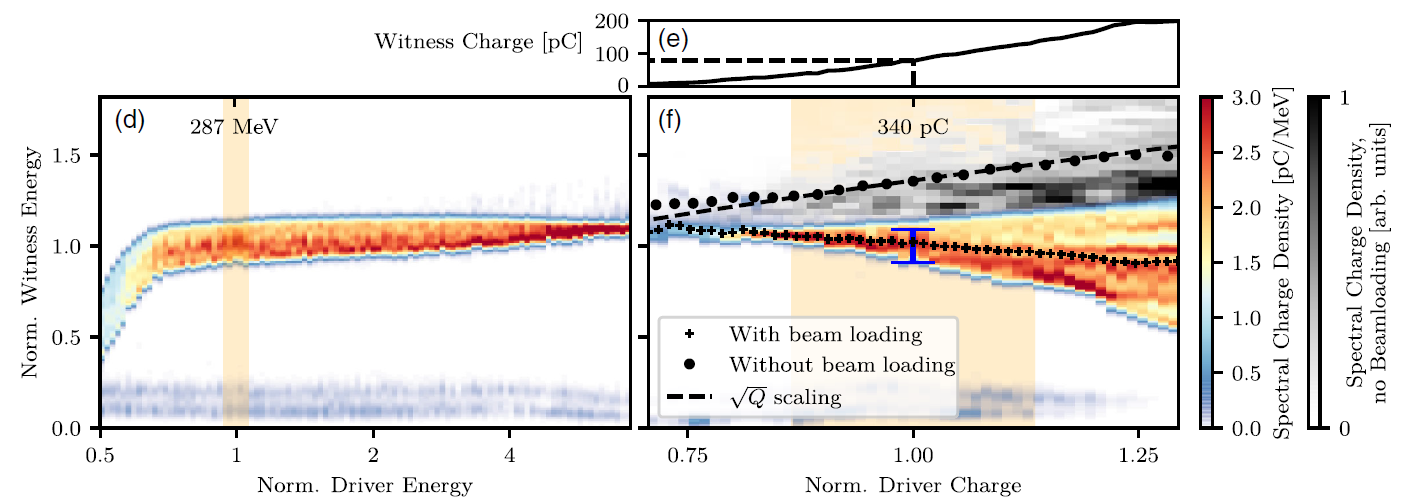 200
Witness Charge [pC]
(e)
100
0
(d)
287 MeV
(f)
340 pC
3.0
1
1.5
2.5
Norm. Witness Energy
2.0
1.0
1.5
With beam loading
Without beam loading
√Q scaling
0.5
1.0
0.5
0.0
0.0
0
Spectral Charge Density [pC/MeV]
Spectral Charge Density,
no Beamloading [arb. units]
0.5
1
2
4
0.75
1.00
1.25
Norm. Driver Energy
Norm. Driver Charge